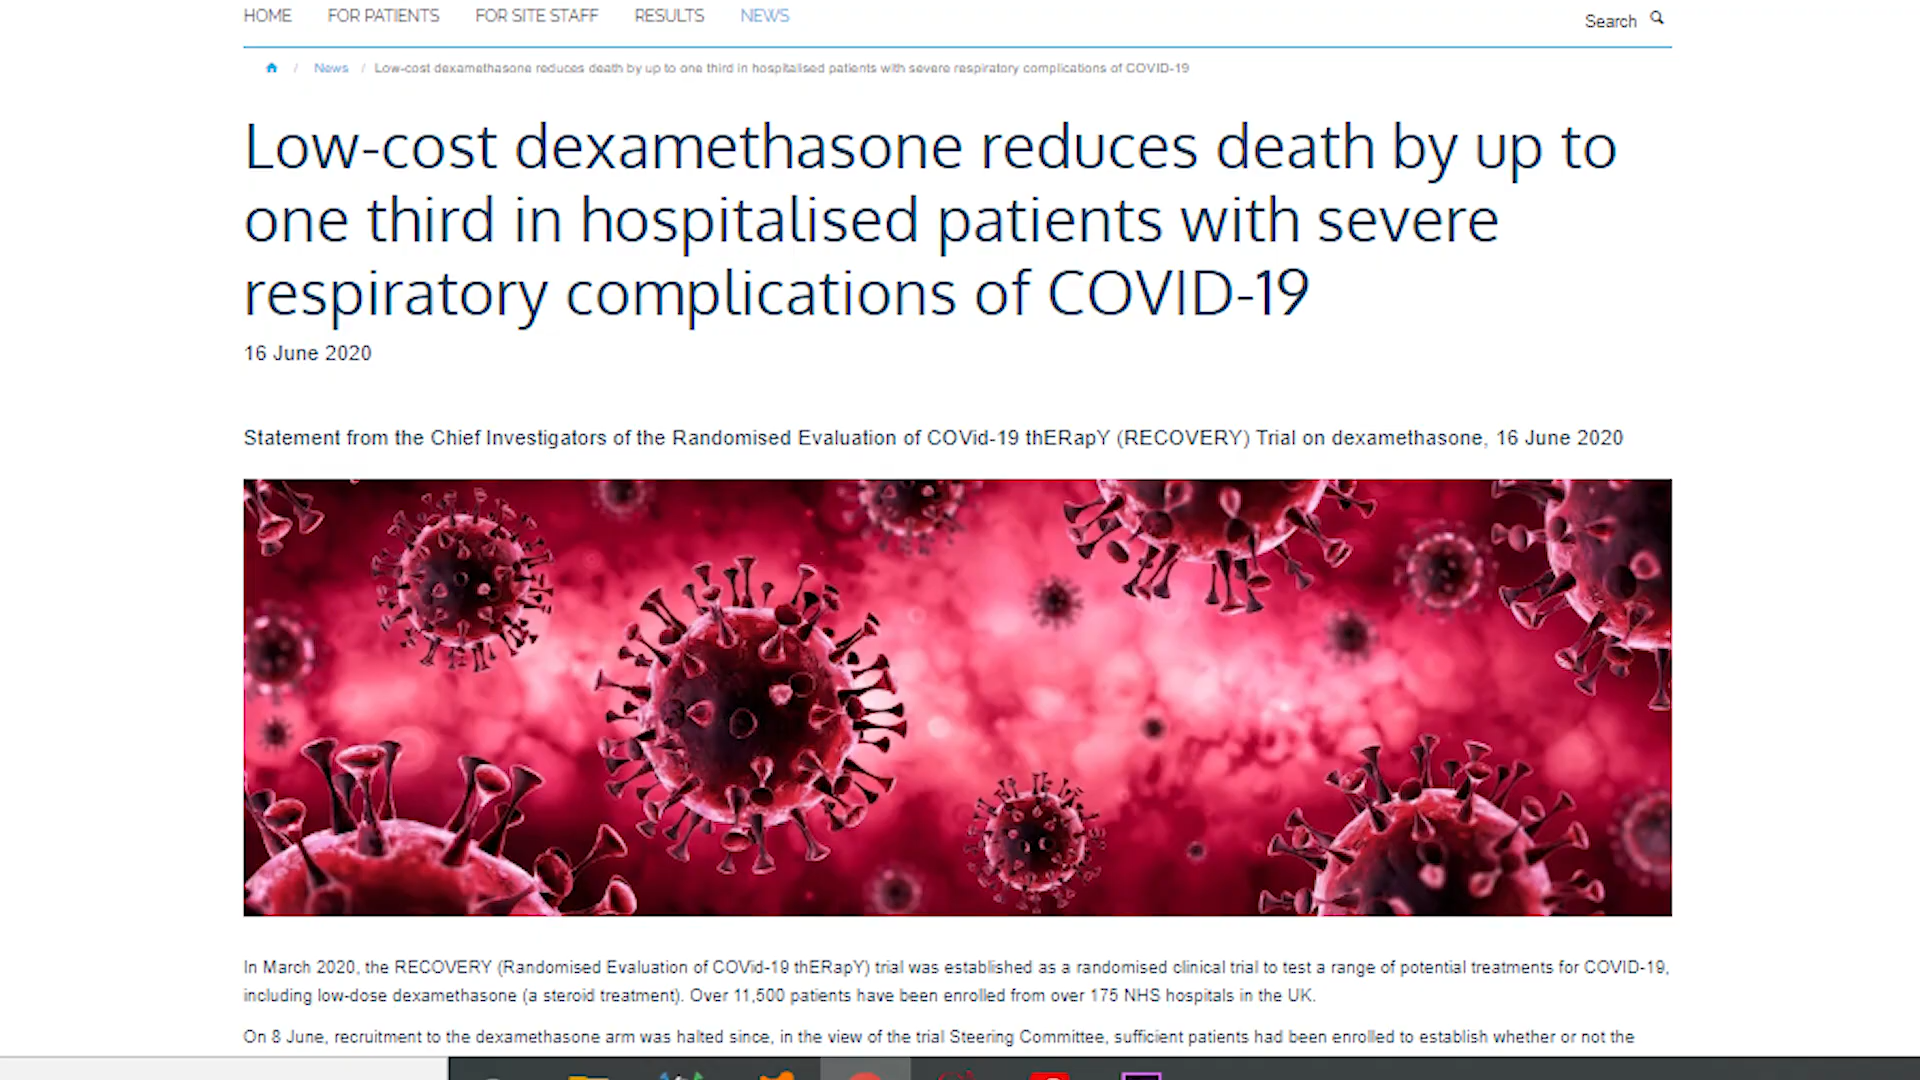 HOME FOR PATIENTS FOR SITE STAFF RESULTS NEWS Search
/ News / Low-cost dexamethasone reduces death by up to one third in hospitalised patients with severe respiratory complications of COVID-19
Low-cost dexamethasone reduces death by up to
one third in hospitalised patients with severe
respiratory complications of COVID-19
16 June 2020
Statement from the Chief Investigators of the Randomised Evaluation of COVid-19 thERapY (RECOVERY) Trial on dexamethasone, 16 June 2020
In March 2020, the RECOVERY (Randomised Evaluation of COVid-19 thERapY) trial was established as a randomised clinical trial to test a range of potential treatments for COVID-19,
including low-dose dexamethasone (a steroid treatment). Over 11,500 patients have been enrolled from over 175 NHS hospitals in the UK.
On 8 June, recruitment to the dexamethasone arm was halted since, in the view of the trial Steering Committee, sufficient patients had been enrolled to establish whether or not the